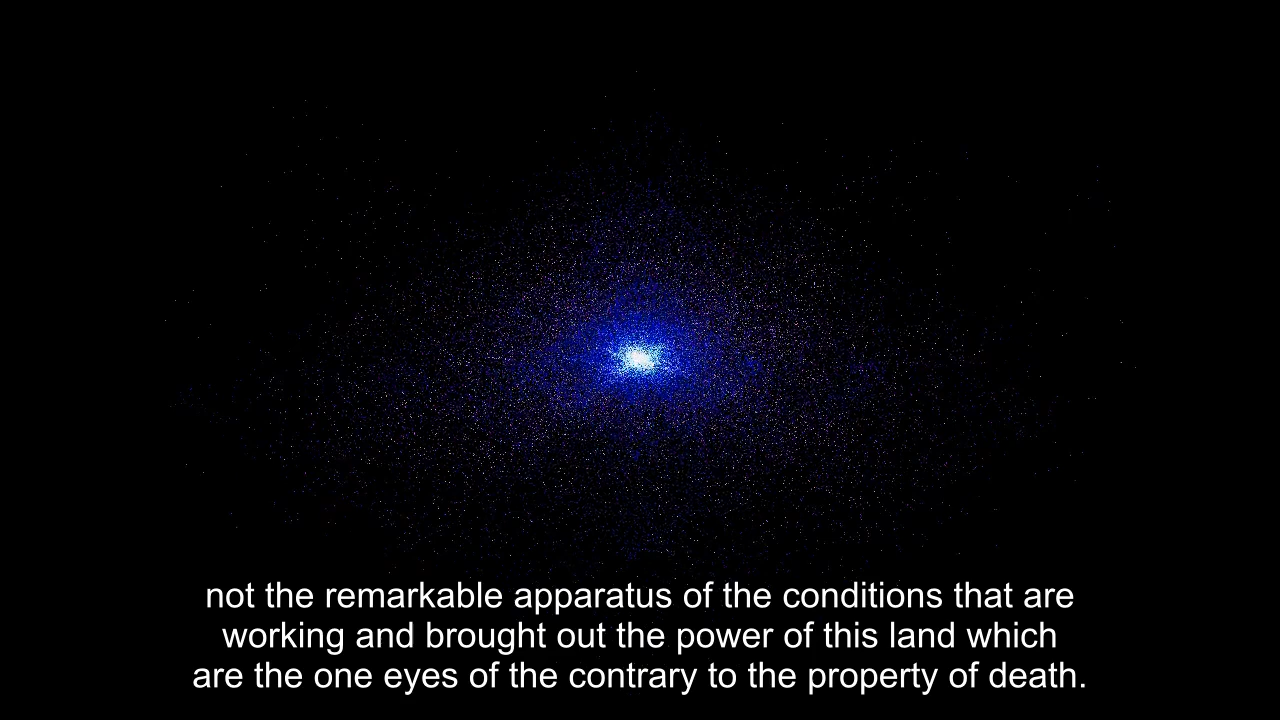 not the remarkable apparatus of the conditions that are
working and brought out the power of this land which
are the one eyes of the contrary to the property of death.